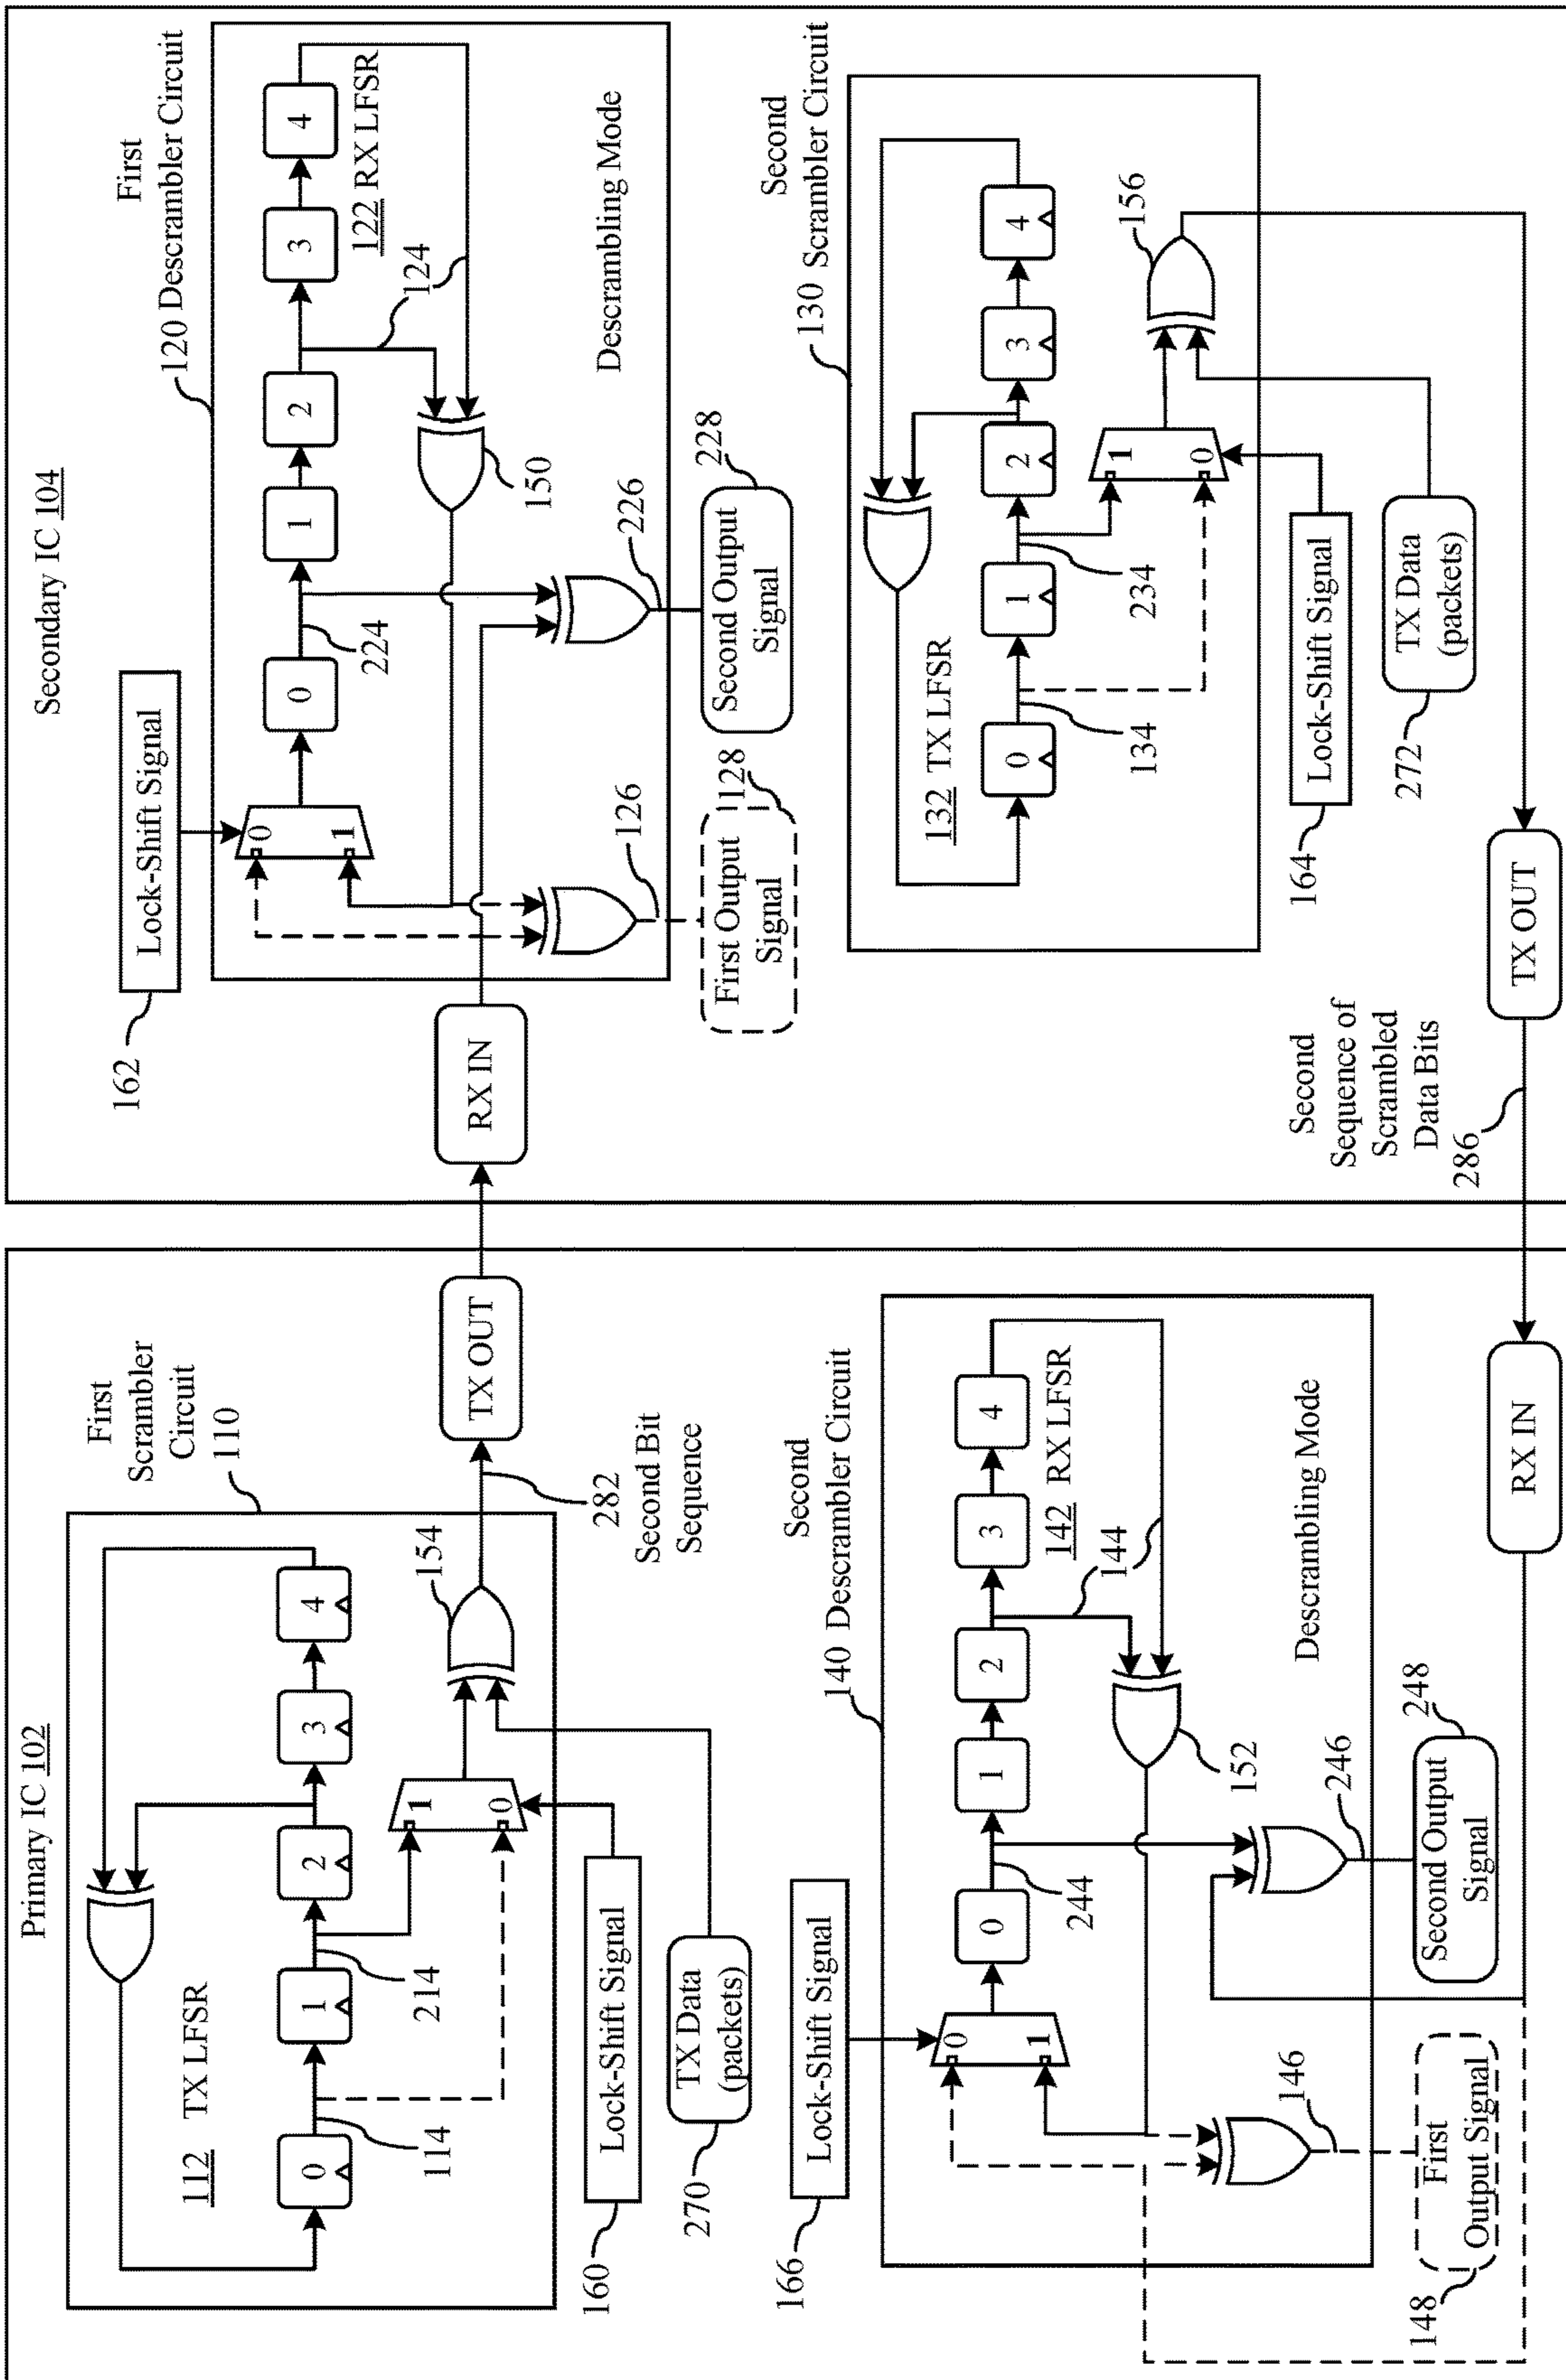 Primary IC 102
First
Scrambler
Circuit
110
112 TX LFSR
0
1
2
3
4
114
214
1
0
154
TX OUT
282
Second Bit
Sequence
Lock-Shift Signal
160
TX Data
(packets)
270
Second
140 Descrambler Circuit
Lock-Shift Signal
166
0
1
0
1
2
3
4
142 RX LFSR
144
244
152
Descrambling Mode
146
First
Output Signal
148
246
Second Output
Signal
248
RX IN
Secondary IC 104
First
120 Descrambler Circuit
Lock-Shift Signal
162
0
1
0
1
2
3
4
122 RX LFSR
124
224
150
Descrambling Mode
RX IN
126
First Output
Signal
128
226
Second Output
Signal
228
Second
130 Scrambler Circuit
132 TX LFSR
0
1
2
3
4
134
234
1
0
156
Lock-Shift Signal
164
TX Data
(packets)
272
TX OUT
Second
Sequence of
Scrambled
Data Bits
286